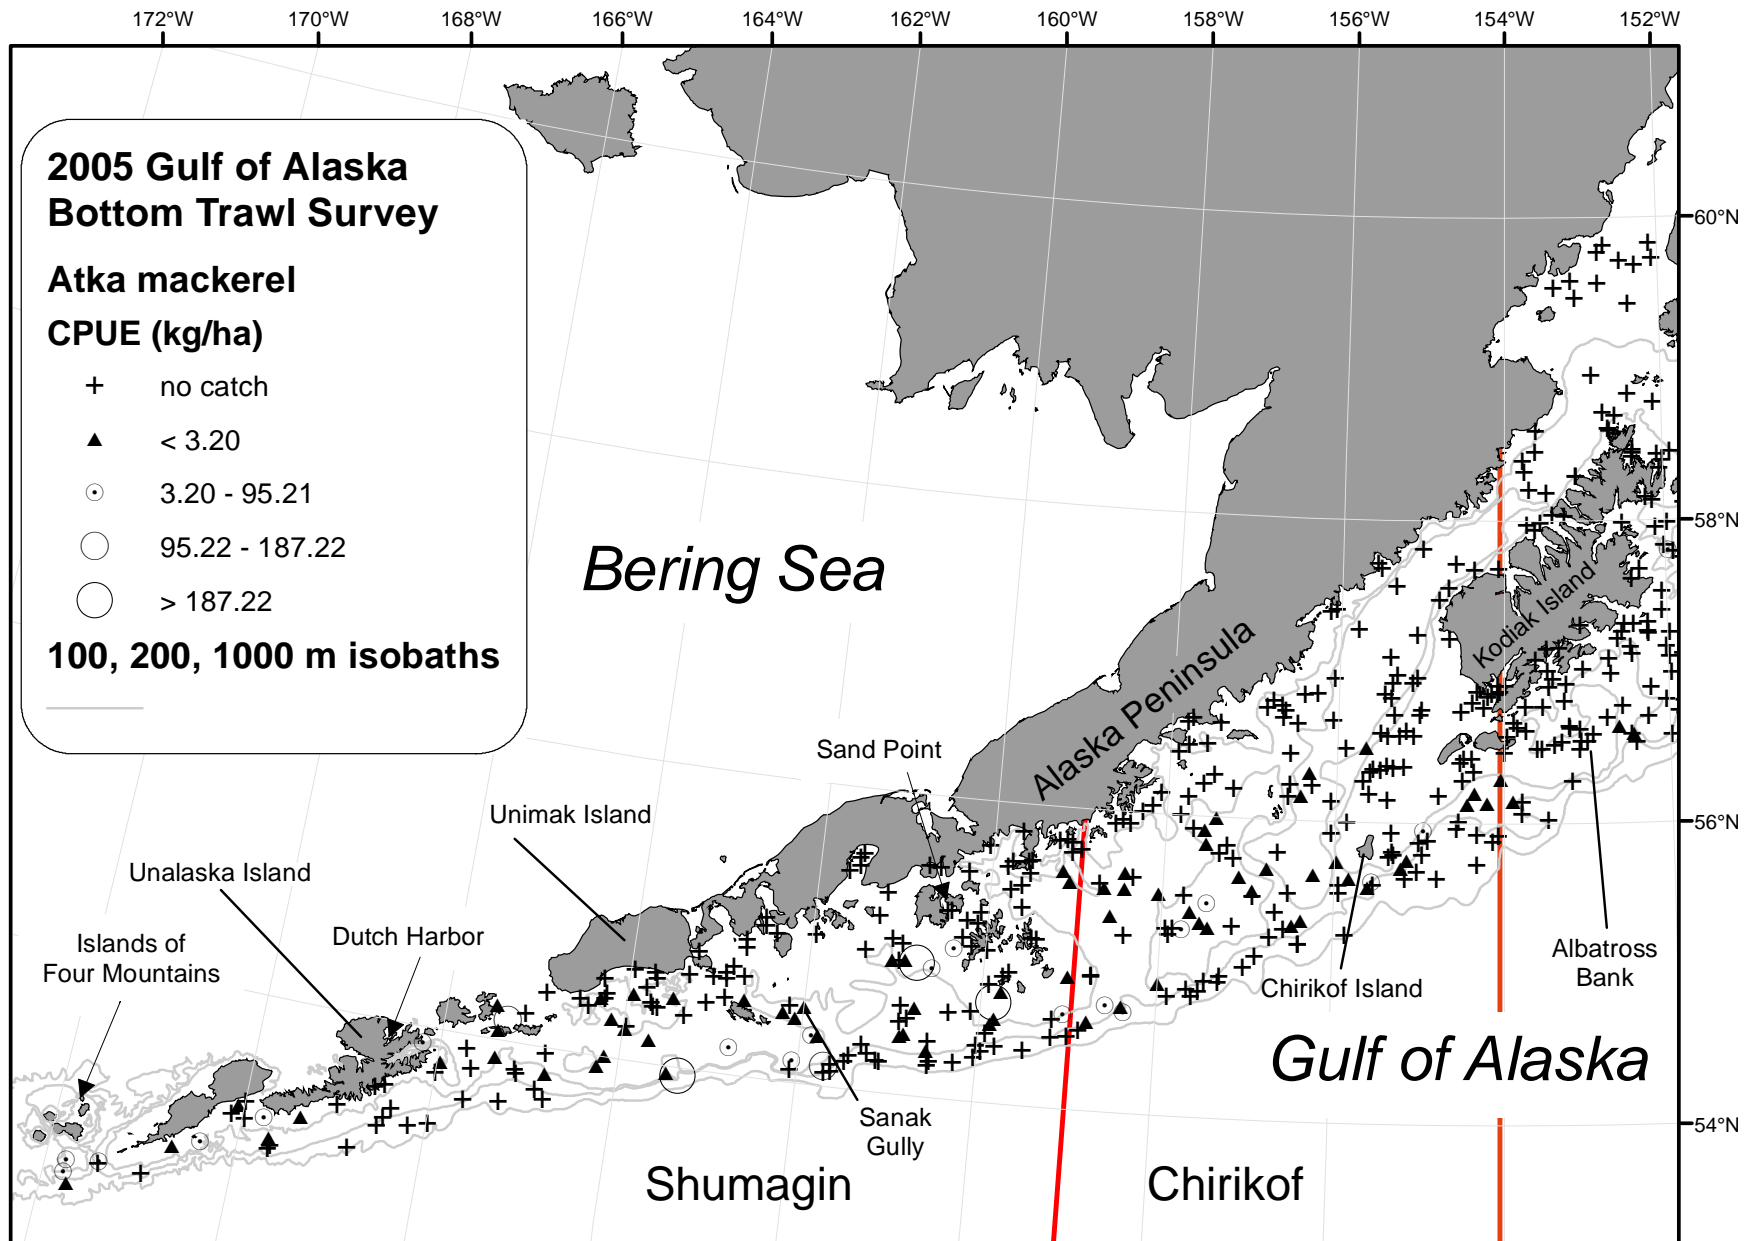 172°W 170°W 168°W 166°W 164°W 162°W 160°W 158°W 156°W 154°W 152°W
2005 Gulf of Alaska
Bottom Trawl Survey
Atka mackerel
CPUE (kg/ha)
no catch
< 3.20
3.20 - 95.21
95.22 - 187.22
> 187.22
100, 200, 1000 m isobaths
60°N
58°N
56°N
54°N
Bering Sea
Kodiak Island
Alaska Peninsula
Sand Point
Unimak Island
Unalaska Island
Dutch Harbor
Islands of
Four Mountains
Albatross
Bank
Chirikof Island
Gulf of Alaska
Sanak
Gully
Shumagin
Chirikof